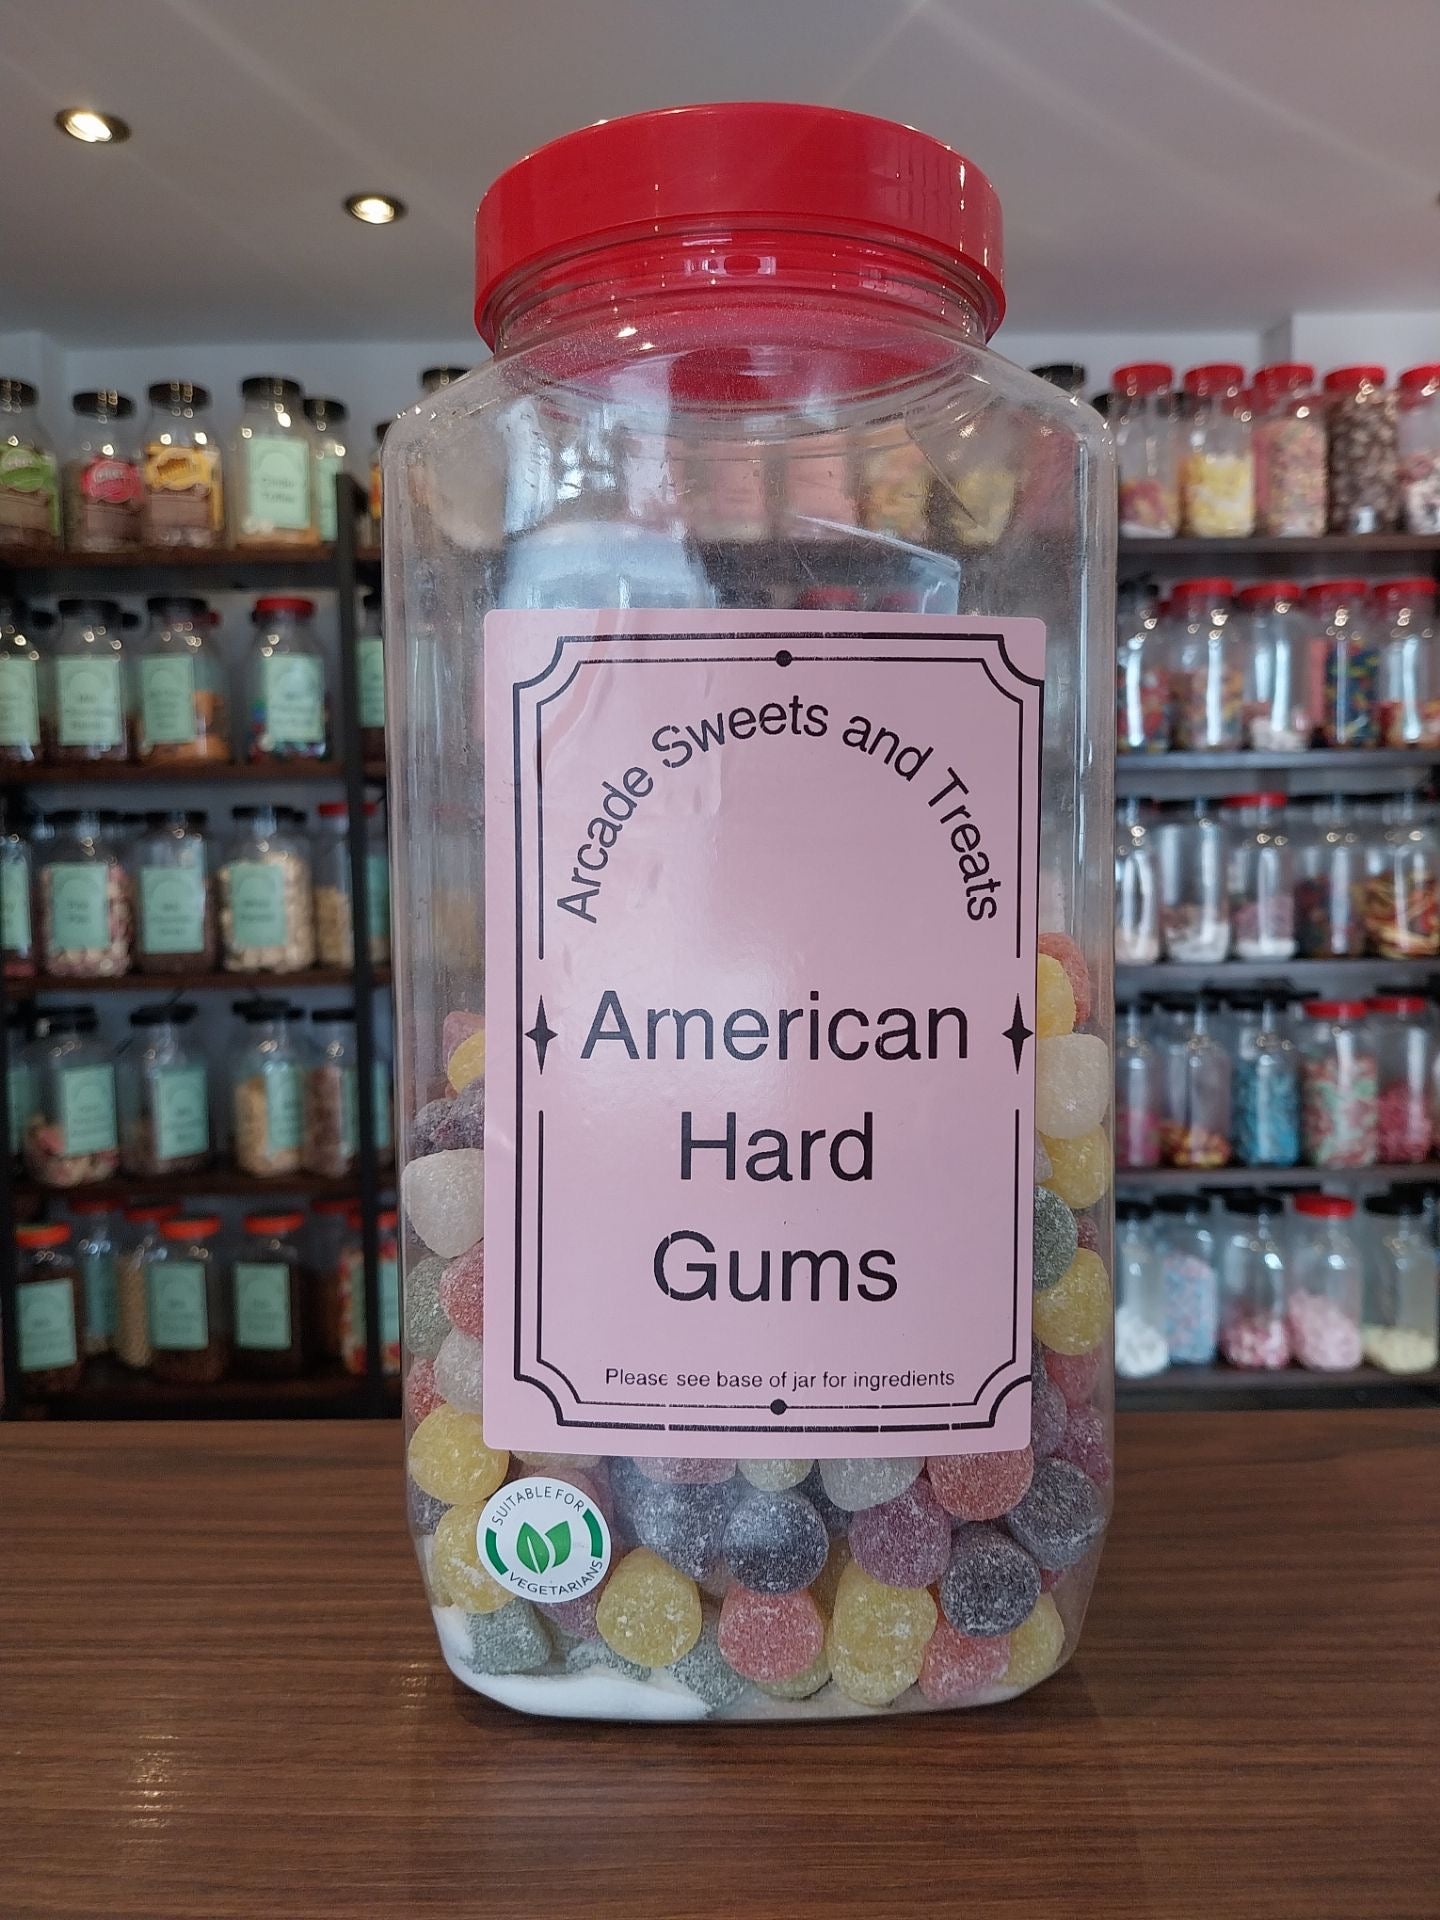 Arcade Sweets and Treats
American
Hard
Gums
Please see base of jar for ingredients
SUITABLE FOR
VEGETARIANS